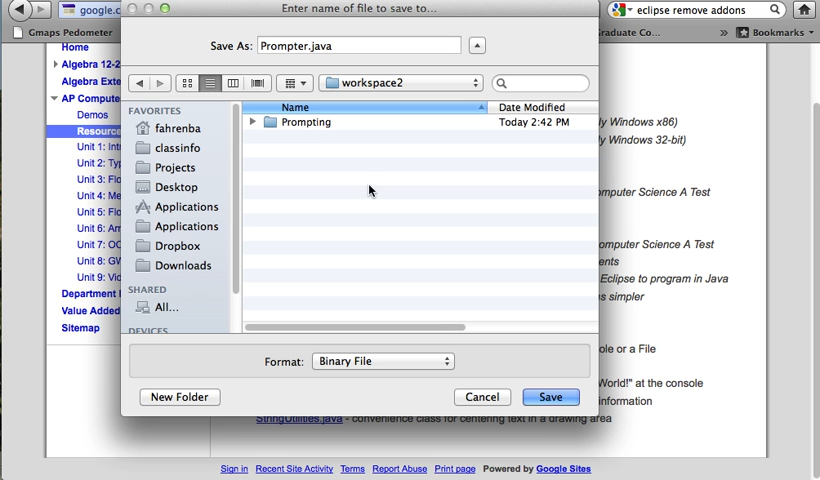 google.c
Enter name of file to save to...
eclipse remove addons
Gmaps Pedometer
Save As: Prompter.java
raduate Co...
» Bookmarks
Home
Algebra 12-2
Algebra Exte
AP Compute
Demos
Resourc
Unit 1: Int
Unit 2: Ty
Unit 3: Flo
Unit 4: Me
Unit 5: Flo
Unit 6: Arr
Unit 7: OO
Unit 8: GW
Unit 9: Vid
Department
Value Added
Sitemap
workspace2
FAVORITES
fahrenba
classinfo
Projects
Desktop
Applications
Applications
Dropbox
Downloads
SHARED
All...
DEVICES
Name Date Modified
Prompting Today 2:42 PM
Format: Binary File
New Folder Cancel Save
ly Windows x86)
y Windows 32-bit)
mputer Science A Test
omputer Science A Test
ents
Eclipse to program in Java
s simpler
ole or a File
World!" at the console
information
StringUtilities.java - convenience class for centering text in a drawing area
Sign in Recent Site Activity Terms Report Abuse Print page Powered by Google Sites